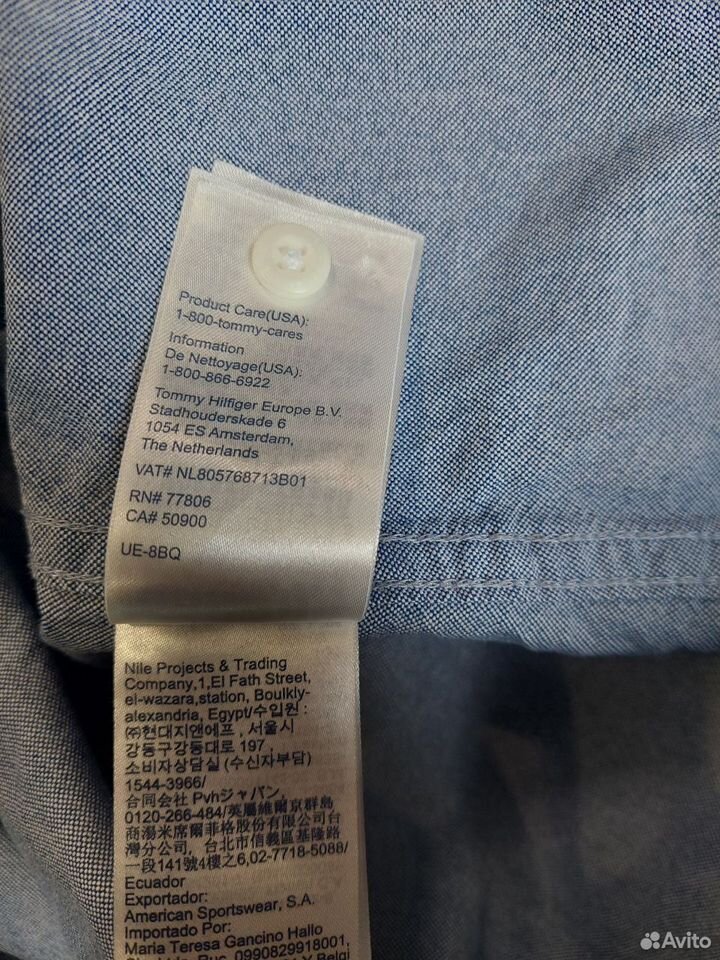 Product Care(USA):
1-800-tommy-cares
Information
De Nettoyage(USA):
1-800-866-6922
Tommy Hilfiger Europe B.V.
Stadhouderskade 6
1054 ES Amsterdam,
The Netherlands
VAT# NL805768713B01
RN# 77806
CA# 50900
UE-8BQ
Nile Projects & Trading
Company,1,El Fath Street,
el-wazara,station, Boulkly-
alexandria, Egypt/수입원 :
㈜현대지앤에프 , 서울시
강동구강동대로 197 ,
소비자상담실 (수신자부담)
1544-3966/
合同会社 Pvhジャパン,
0120-266-484/英屬維爾京群島
商湯米席爾菲格股份有限公司台
灣分公司, 台北市信義區基隆路
一段141號4樓之6,02-7718-5088/
Ecuador
Exportador:
American Sportswear, S.A.
Importado Por:
Maria Teresa Gancino Hallo
Ruc. 0990829918001,
Y Belgi
Avito